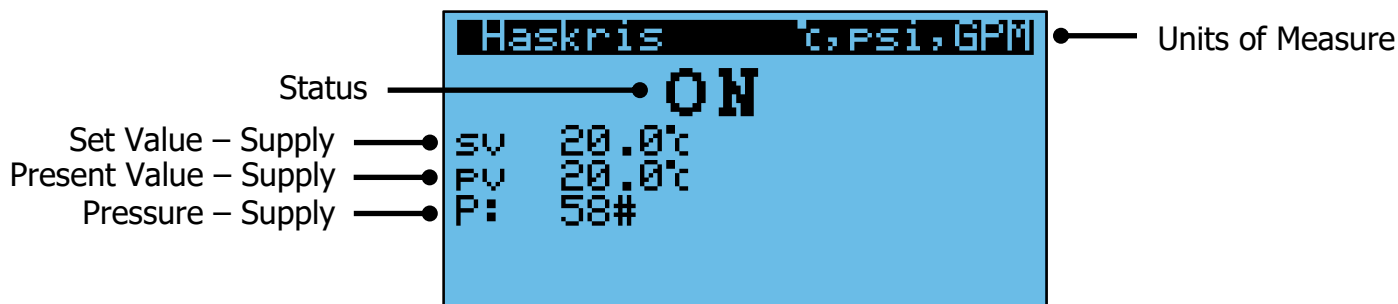 Haskris °C,psi,GPM Units of Measure
Status ON
Set Value – Supply sv 20.0°C
Present Value – Supply pv 20.0°C
Pressure – Supply P: 58#